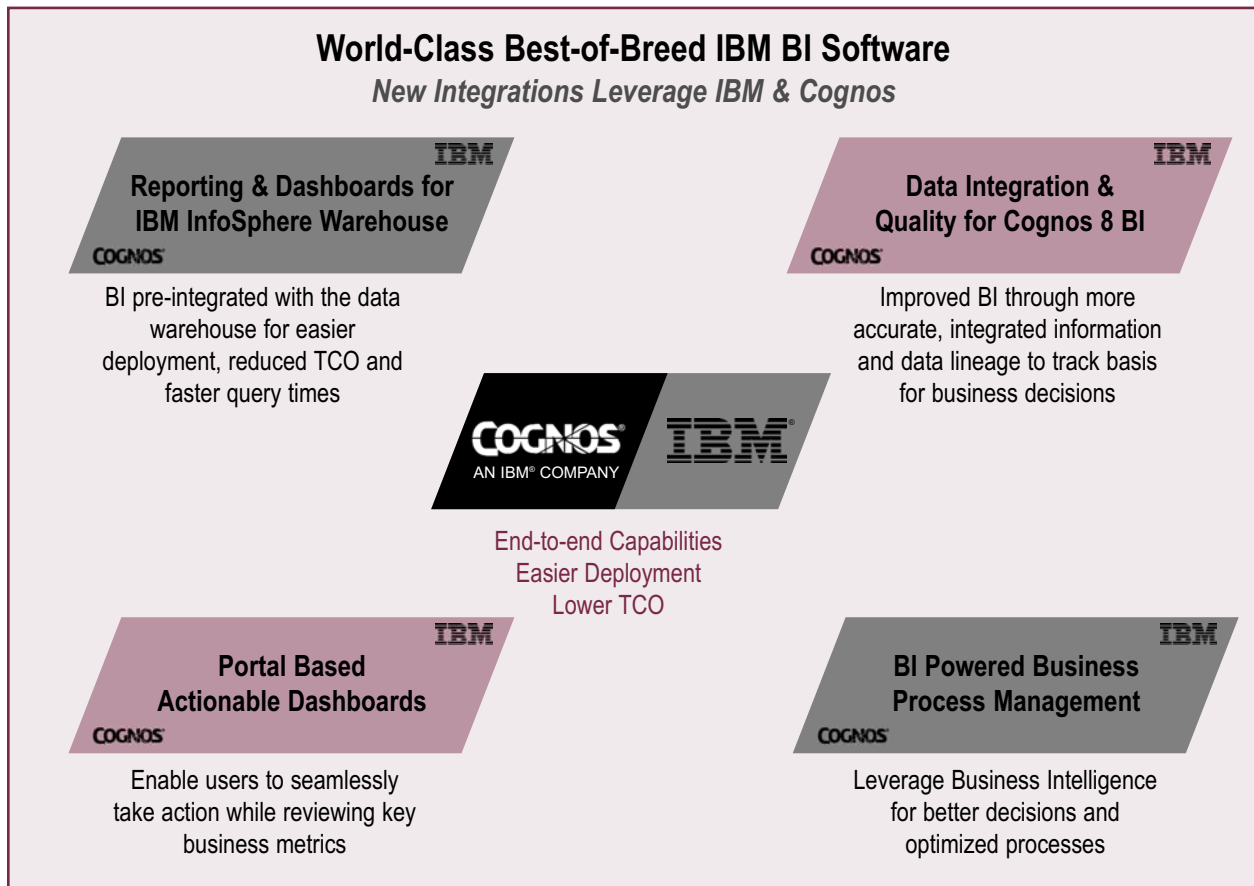 World-Class Best-of-Breed IBM BI Software
New Integrations Leverage IBM & Cognos
IBM
Reporting & Dashboards for
IBM InfoSphere Warehouse
COGNOS®
BI pre-integrated with the data
warehouse for easier
deployment, reduced TCO and
faster query times
IBM
Data Integration &
Quality for Cognos 8 BI
COGNOS®
Improved BI through more
accurate, integrated information
and data lineage to track basis
for business decisions
COGNOS®
AN IBM® COMPANY
IBM®
End-to-end Capabilities
Easier Deployment
Lower TCO
IBM
Portal Based
Actionable Dashboards
COGNOS®
Enable users to seamlessly
take action while reviewing key
business metrics
IBM
BI Powered Business
Process Management
COGNOS®
Leverage Business Intelligence
for better decisions and
optimized processes